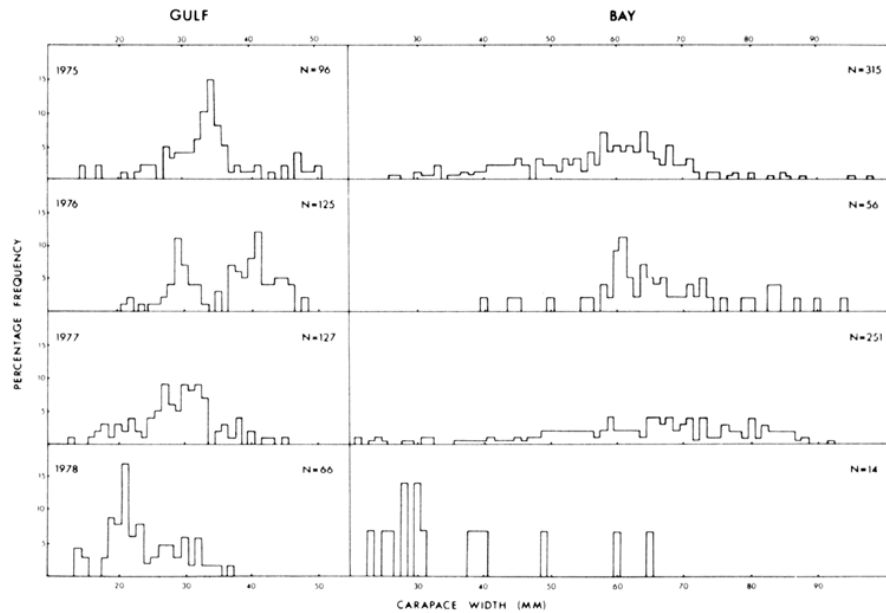 GULF BAY
20 30 40 50 40 50 60 70 80 90
1975 N=96 N=315
15
10
5
1976 N=125 N=56
15
10
5
PERCENTAGE FREQUENCY
1977 N=127 N=251
15
10
5
1978 N=66 N=14
15
10
5
20 30 40 50 30 40 50 60 70 80 90
CARAPACE WIDTH (MM)